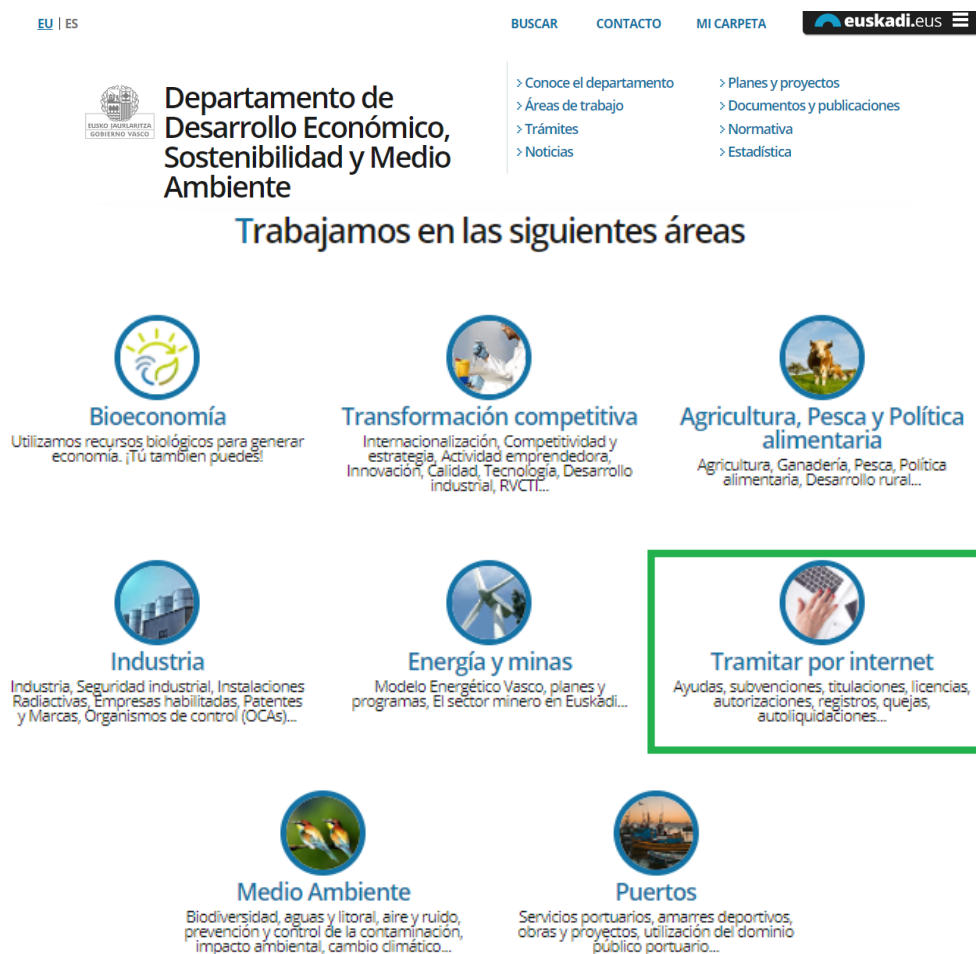 EU | ES
BUSCAR
CONTACTO
MI CARPETA
euskadi.eus
EUSKO JAURLARITZA
GOBIERNO VASCO
Departamento de
Desarrollo Económico,
Sostenibilidad y Medio
Ambiente
> Conoce el departamento
> Áreas de trabajo
> Trámites
> Noticias
> Planes y proyectos
> Documentos y publicaciones
> Normativa
> Estadística
Trabajamos en las siguientes áreas
Bioeconomía
Utilizamos recursos biológicos para generar
economía. ¡Tú tambien puedes!
Transformación competitiva
Internacionalización, Competitividad y
estrategia, Actividad emprendedora,
Innovación, Calidad, Tecnología, Desarrollo
industrial, RVCTI...
Agricultura, Pesca y Política
alimentaria
Agricultura, Ganadería, Pesca, Política
alimentaria, Desarrollo rural...
Industria
Industria, Seguridad industrial, Instalaciones
Radiactivas, Empresas habilitadas, Patentes
y Marcas, Organismos de control (OCAs)...
Energía y minas
Modelo Energético Vasco, planes y
programas, El sector minero en Euskadi...
Tramitar por internet
Ayudas, subvenciones, titulaciones, licencias,
autorizaciones, registros, quejas,
autoliquidaciones...
Medio Ambiente
Biodiversidad, aguas y litoral, aire y ruido,
prevención y control de la contaminación,
impacto ambiental, cambio climático...
Puertos
Servicios portuarios, amarres deportivos,
obras y proyectos, utilización del dominio
público portuario...